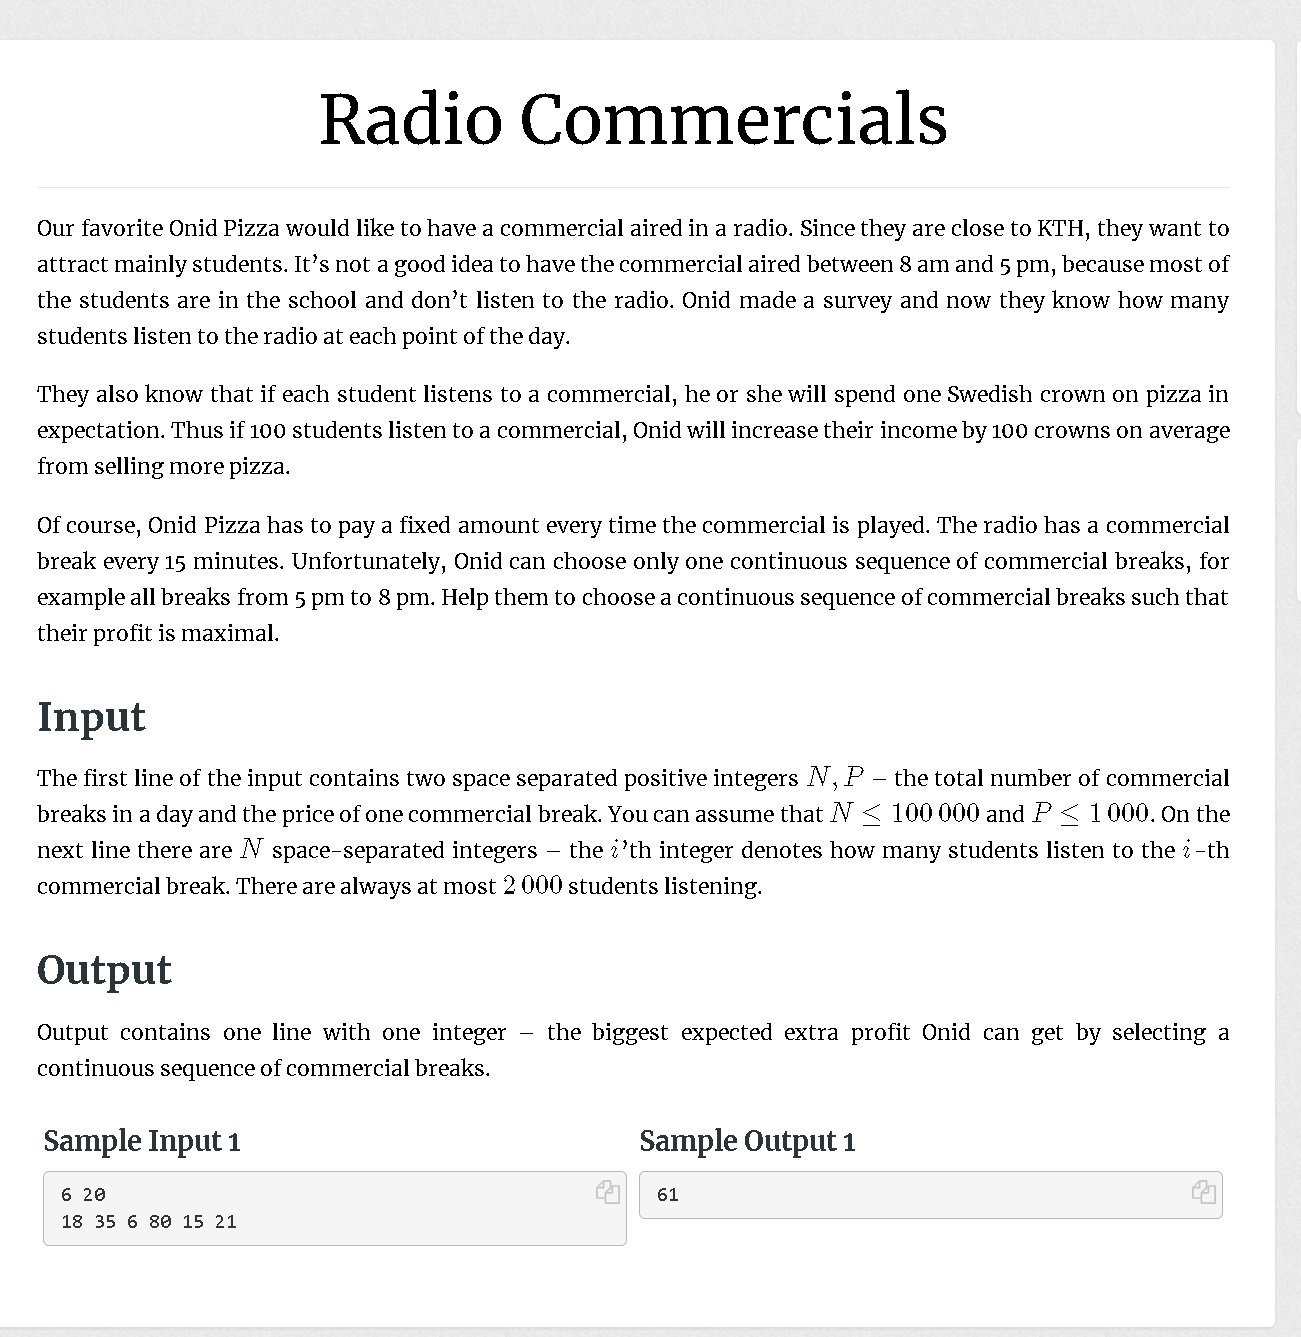 Radio Commercials
Our favorite Onid Pizza would like to have a commercial aired in a radio. Since they are close to KTH, they want to
attract mainly students. It’s not a good idea to have the commercial aired between 8 am and 5 pm, because most of
the students are in the school and don’t listen to the radio. Onid made a survey and now they know how many
students listen to the radio at each point of the day.
They also know that if each student listens to a commercial, he or she will spend one Swedish crown on pizza in
expectation. Thus if 100 students listen to a commercial, Onid will increase their income by 100 crowns on average
from selling more pizza.
Of course, Onid Pizza has to pay a fixed amount every time the commercial is played. The radio has a commercial
break every 15 minutes. Unfortunately, Onid can choose only one continuous sequence of commercial breaks, for
example all breaks from 5 pm to 8 pm. Help them to choose a continuous sequence of commercial breaks such that
their profit is maximal.
Input
The first line of the input contains two space separated positive integers N, P – the total number of commercial
breaks in a day and the price of one commercial break. You can assume that N ≤ 100 000 and P ≤ 1 000. On the
next line there are N space-separated integers – the i’th integer denotes how many students listen to the i-th
commercial break. There are always at most 2 000 students listening.
Output
Output contains one line with one integer – the biggest expected extra profit Onid can get by selecting a
continuous sequence of commercial breaks.
Sample Input 1
6 20
18 35 6 80 15 21
Sample Output 1
61